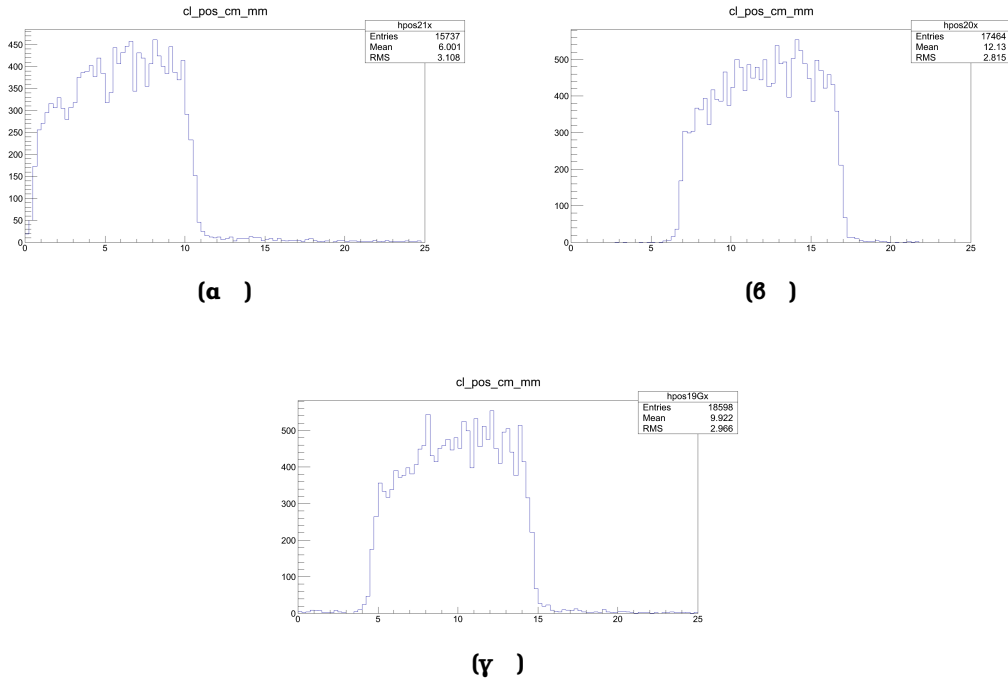 cl_pos_cm_mm
hpos21x
Entries 15737
Mean 6.001
RMS 3.108
450
400
350
300
250
200
150
100
50
0
0 5 10 15 20 25
(α )
cl_pos_cm_mm
hpos20x
Entries 17464
Mean 12.13
RMS 2.815
500
400
300
200
100
0
0 5 10 15 20 25
(β )
cl_pos_cm_mm
hpos19Gx
Entries 18598
Mean 9.922
RMS 2.966
500
400
300
200
100
0
0 5 10 15 20 25
(γ )